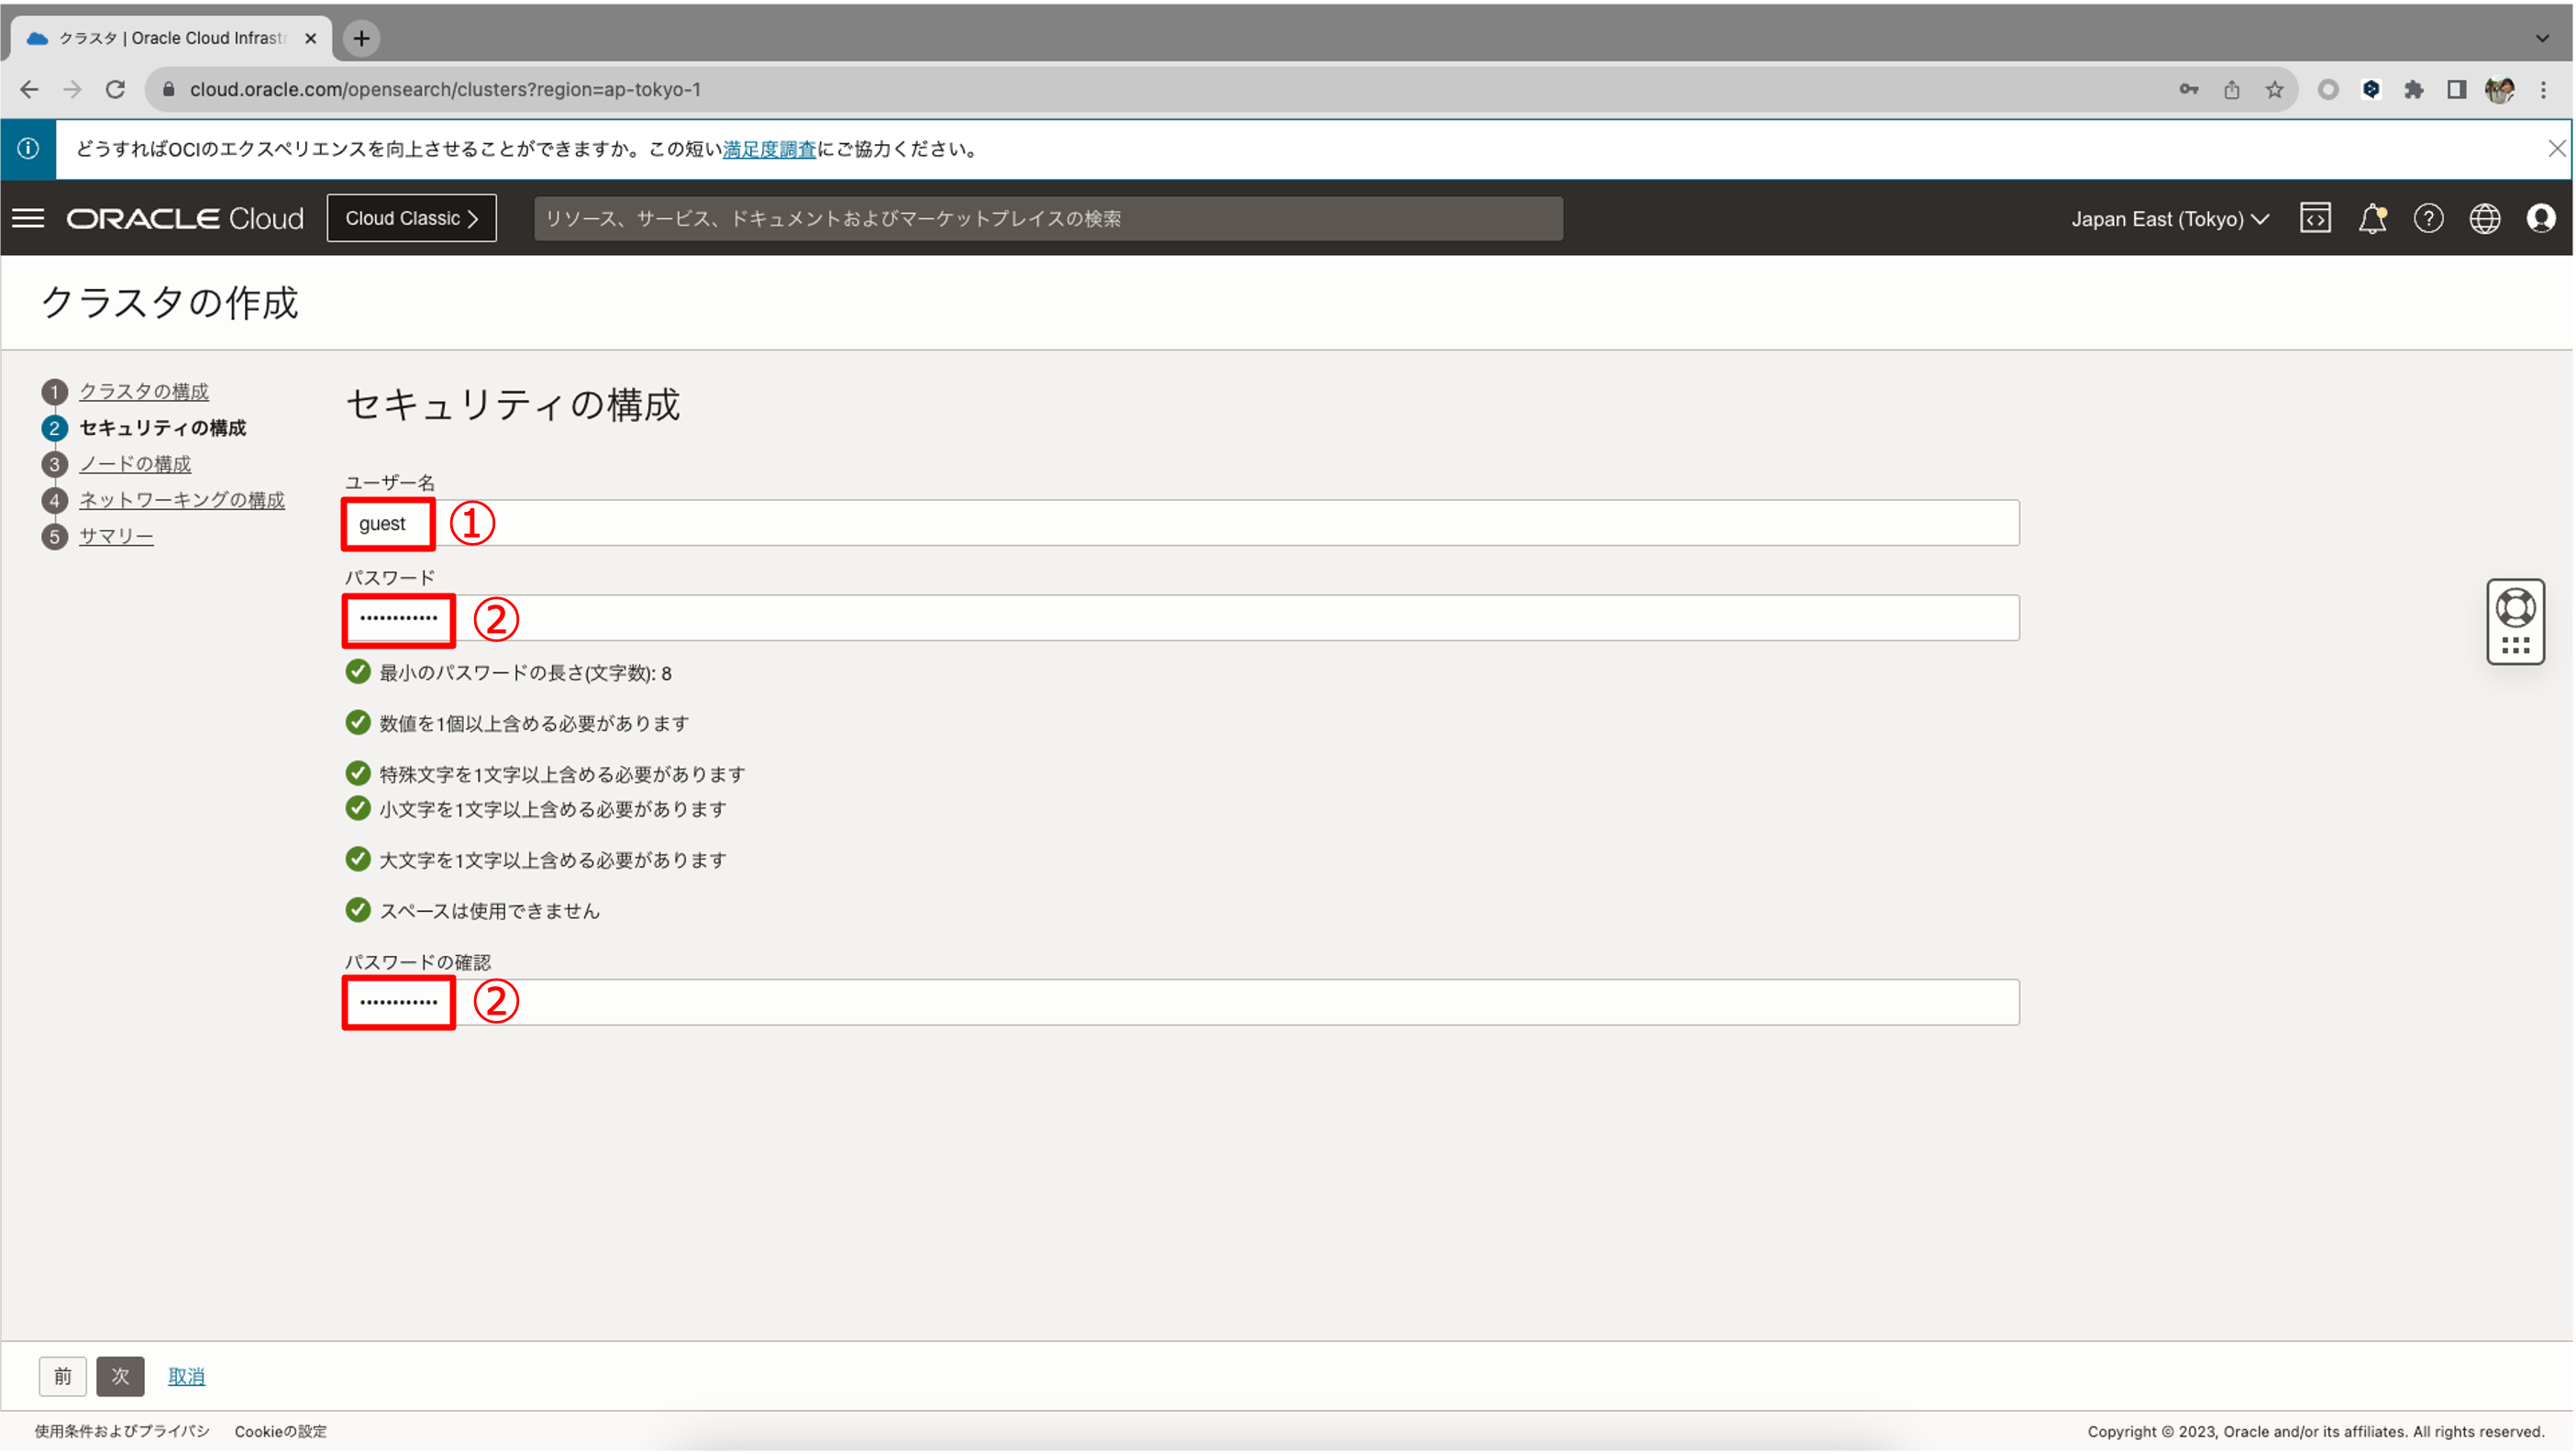 クラスタ | Oracle Cloud Infrastr
cloud.oracle.com/opensearch/clusters?region=ap-tokyo-1
どうすればOCIのエクスペリエンスを向上させることができますか。この短い満足度調査にご協力ください。
ORACLE Cloud
Cloud Classic
リソース、サービス、ドキュメントおよびマーケットプレイスの検索
Japan East (Tokyo)
クラスタの作成
1 クラスタの構成
2 セキュリティの構成
3 ノードの構成
4 ネットワーキングの構成
5 サマリー
セキュリティの構成
ユーザー名
guest ①
パスワード
•••••••••••• ②
最小のパスワードの長さ(文字数): 8
数値を1個以上含める必要があります
特殊文字を1文字以上含める必要があります
小文字を1文字以上含める必要があります
大文字を1文字以上含める必要があります
スペースは使用できません
パスワードの確認
•••••••••••• ②
前
次
取消
使用条件およびプライバシ
Cookieの設定
Copyright © 2023, Oracle and/or its affiliates. All rights reserved.